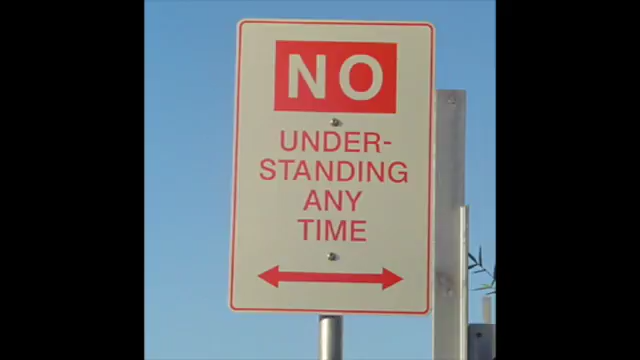 NO
UNDER-
STANDING
ANY
TIME